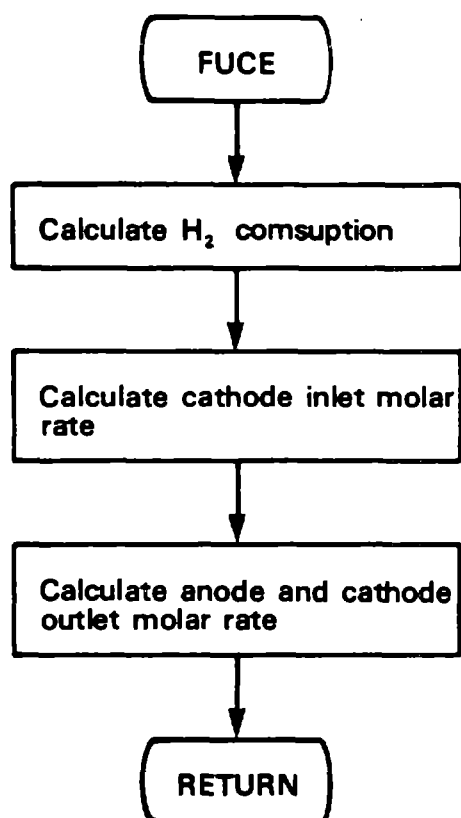 FUCE
Calculate H₂ comsuption
Calculate cathode inlet molar
rate
Calculate anode and cathode
outlet molar rate
RETURN